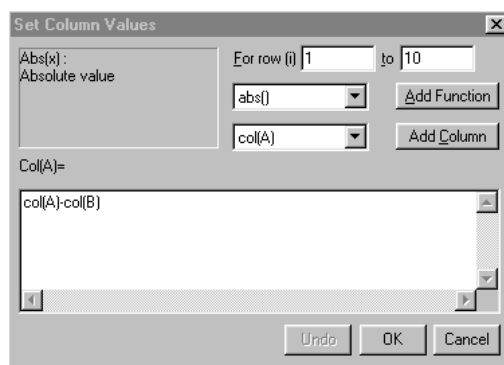 Set Column Values
Abs(x) :
Absolute value
For row (i) 1 to 10
abs() Add Function
col(A) Add Column
Col(A)=
col(A)-col(B)
Undo OK Cancel